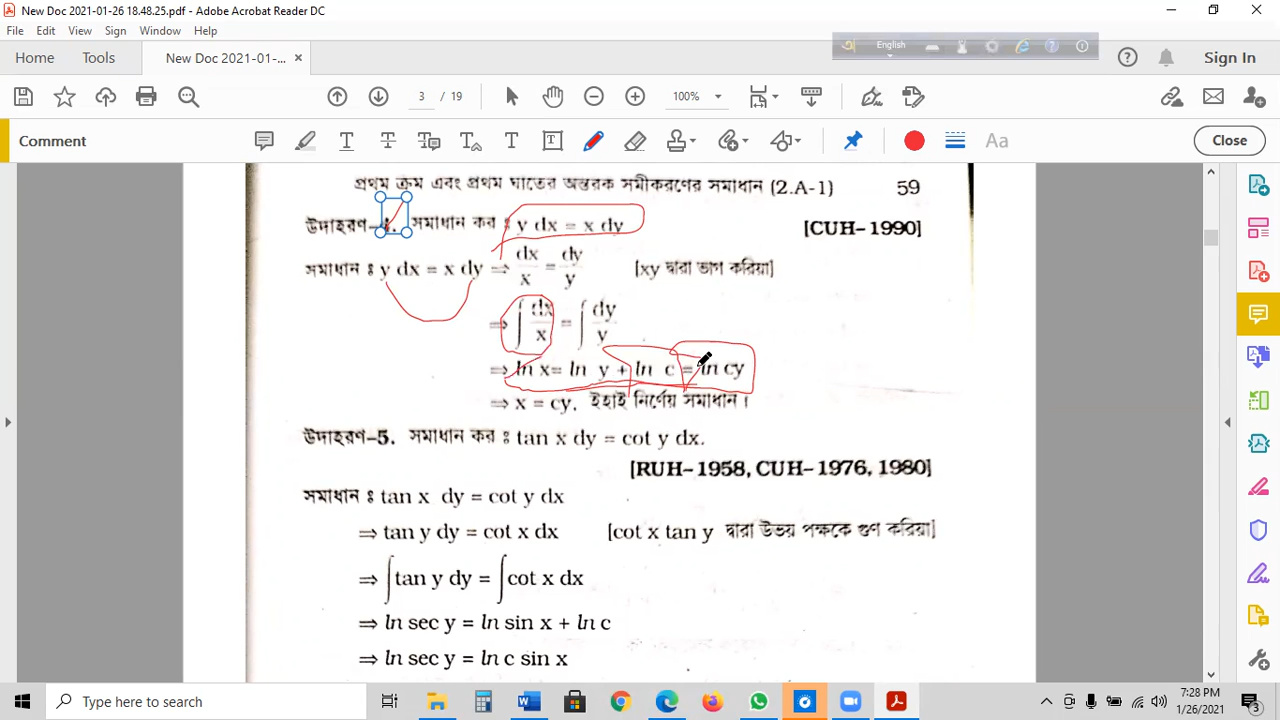 New Doc 2021-01-26 18.48.25.pdf - Adobe Acrobat Reader DC
File Edit View Sign Window Help
English
Home Tools New Doc 2021-01-... × Sign In
3 / 19 100%
Comment Close
প্রথম ক্রম এবং প্রথম ঘাতের অন্তরক সমীকরণের সমাধান (2.A-1) 59
উদাহরণ-4. সমাধান কর ঃ y dx = x dy [CUH-1990]
সমাধান ঃ y dx = x dy ⇒ dx/x = dy/y [xy দ্বারা ভাগ করিয়া]
⇒ ∫ dx/x = ∫ dy/y
⇒ ln x = ln y + ln c = ln cy
⇒ x = cy. ইহাই নির্ণেয় সমাধান।
উদাহরণ-5. সমাধান কর ঃ tan x dy = cot y dx.
[RUH-1958, CUH-1976, 1980]
সমাধান ঃ tan x dy = cot y dx
⇒ tan y dy = cot x dx [cot x tan y দ্বারা উভয় পক্ষকে গুণ করিয়া]
⇒ ∫ tan y dy = ∫ cot x dx
⇒ ln sec y = ln sin x + ln c
⇒ ln sec y = ln c sin x
Type here to search
7:28 PM
1/26/2021
3